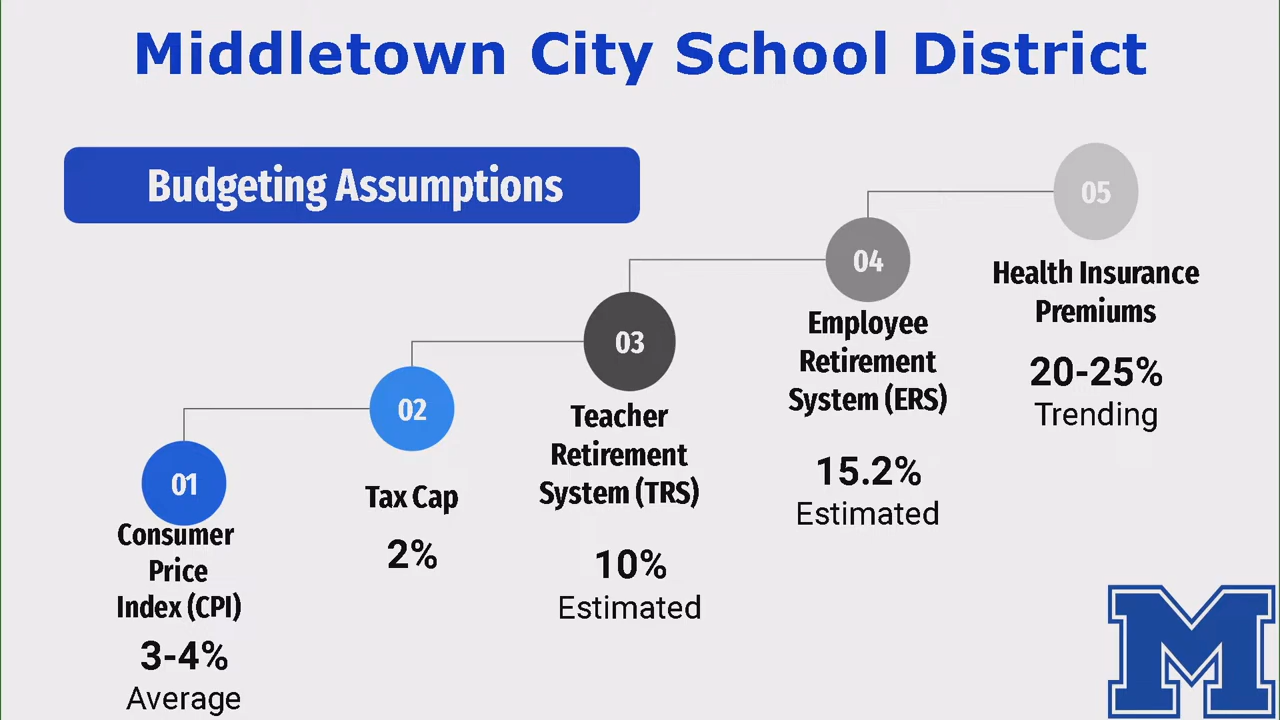 Middletown City School District
Budgeting Assumptions
01
Consumer
Price
Index (CPI)
3-4%
Average
02
Tax Cap
2%
03
Teacher
Retirement
System (TRS)
10%
Estimated
04
Employee
Retirement
System (ERS)
15.2%
Estimated
05
Health Insurance
Premiums
20-25%
Trending
M